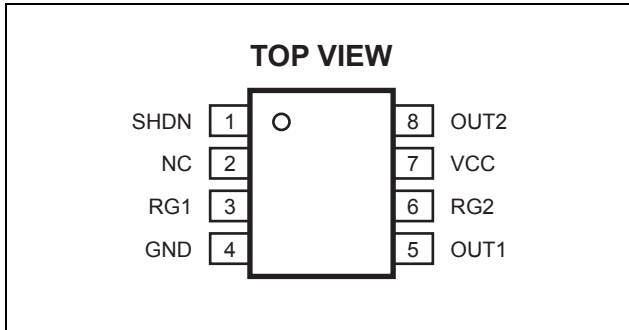 TOP VIEW
SHDN 1 8 OUT2
NC 2 7 VCC
RG1 3 6 RG2
GND 4 5 OUT1